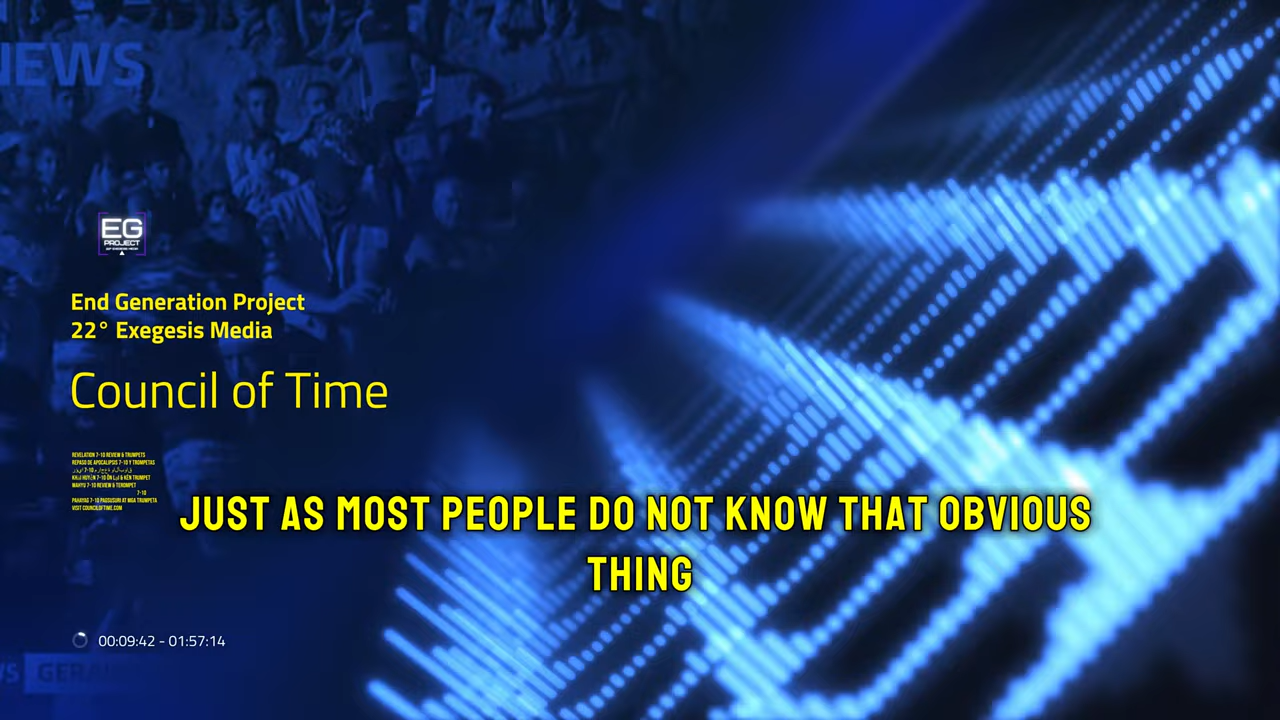 NEWS
EG
PROJECT
End Generation Project
22° Exegesis Media
Council of Time
REVELATION 7-10 REVIEW & TRUMPETS
REPASO DE APOCALIPSIS 7-10 Y TROMPETAS
WAHYU 7-10 REVIEW & TEROMPET
7-10
PAHAYAG 7-10 PAGSUSURI AT MGA TRUMPETA
VISIT COUNCILOFTIME.COM
JUST AS MOST PEOPLE DO NOT KNOW THAT OBVIOUS
THING
00:09:42 - 01:57:14